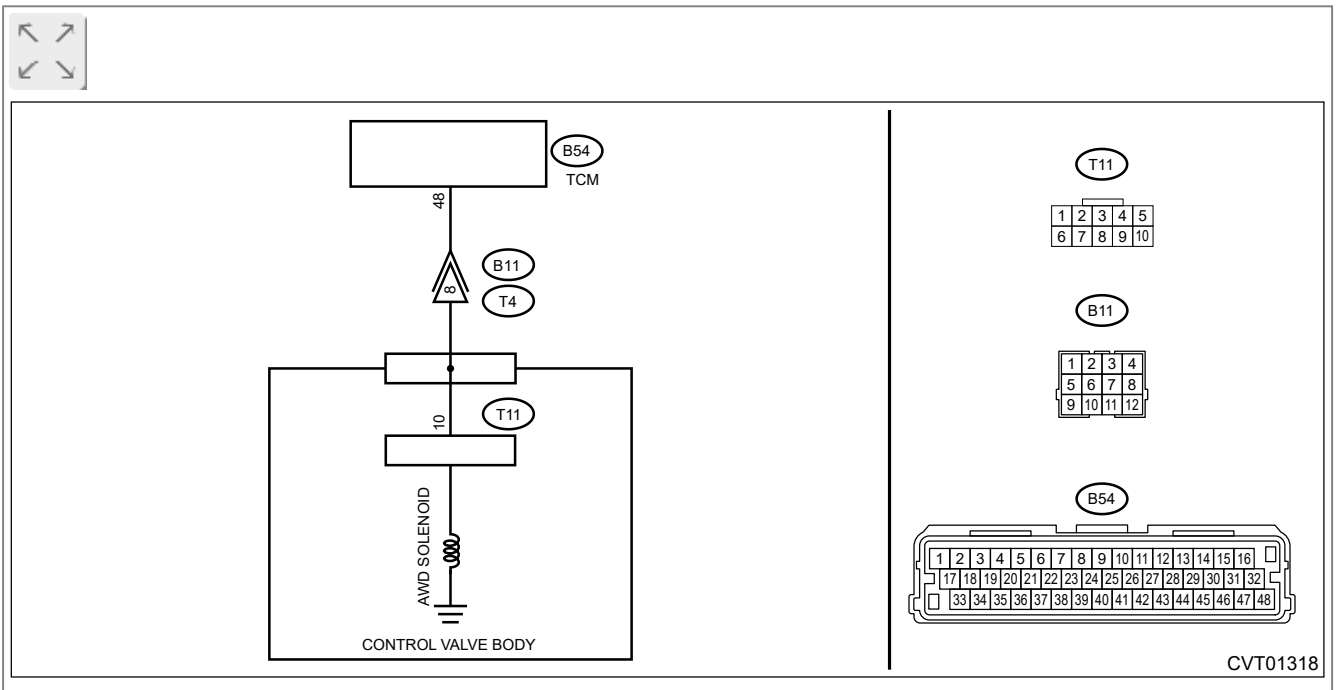 B54
TCM
48
B11
8
T4
T11
10
AWD SOLENOID
CONTROL VALVE BODY
T11
1 2 3 4 5
6 7 8 9 10
B11
1 2 3 4
5 6 7 8
9 10 11 12
B54
1 2 3 4 5 6 7 8 9 10 11 12 13 14 15 16
17 18 19 20 21 22 23 24 25 26 27 28 29 30 31 32
33 34 35 36 37 38 39 40 41 42 43 44 45 46 47 48
CVT01318